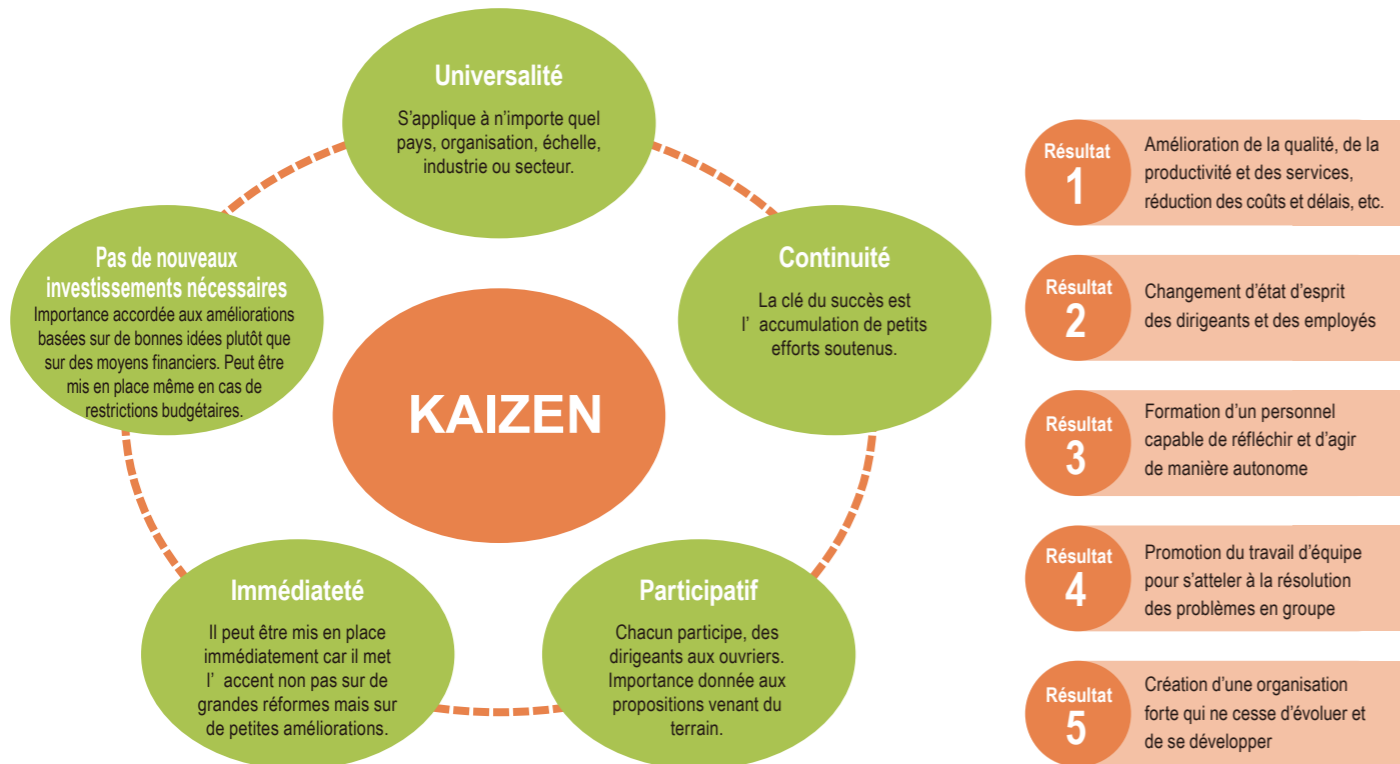 Universalité
S’applique à n’importe quel
pays, organisation, échelle,
industrie ou secteur.
Pas de nouveaux
investissements nécessaires
Importance accordée aux améliorations
basées sur de bonnes idées plutôt que
sur des moyens financiers. Peut être
mis en place même en cas de
restrictions budgétaires.
Continuité
La clé du succès est
l’ accumulation de petits
efforts soutenus.
KAIZEN
Immédiateté
Il peut être mis en place
immédiatement car il met
l’ accent non pas sur de
grandes réformes mais sur
de petites améliorations.
Participatif
Chacun participe, des
dirigeants aux ouvriers.
Importance donnée aux
propositions venant du
terrain.
Résultat
1
Amélioration de la qualité, de la
productivité et des services,
réduction des coûts et délais, etc.
Résultat
2
Changement d’état d’esprit
des dirigeants et des employés
Résultat
3
Formation d’un personnel
capable de réfléchir et d’agir
de manière autonome
Résultat
4
Promotion du travail d’équipe
pour s’atteler à la résolution
des problèmes en groupe
Résultat
5
Création d’une organisation
forte qui ne cesse d’évoluer et
de se développer